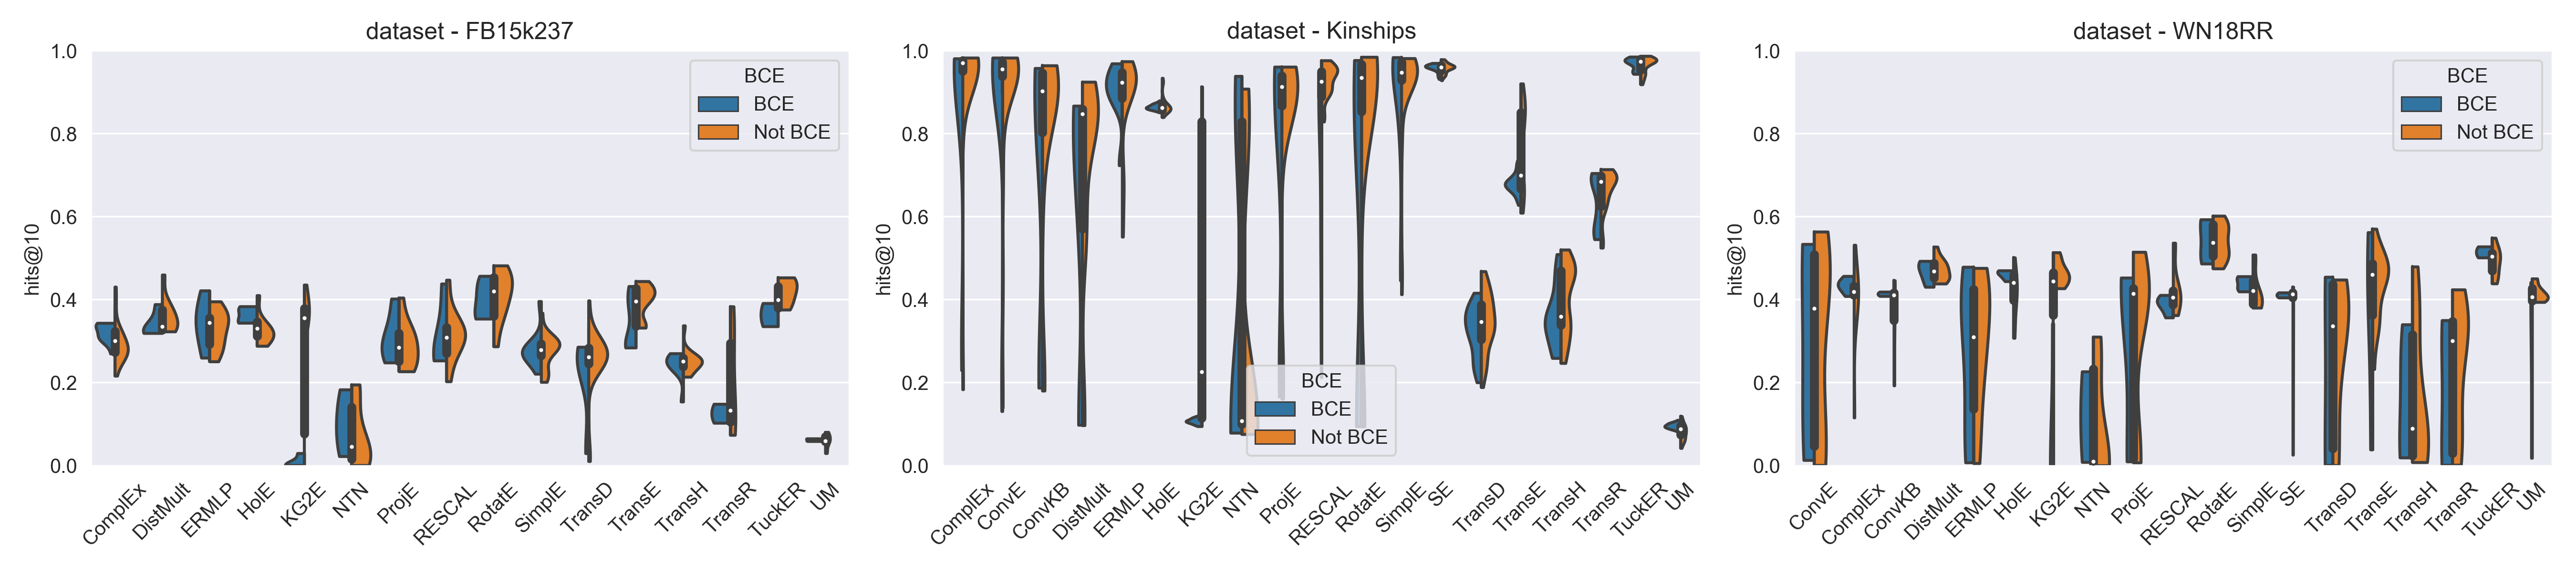 dataset - FB15k237
hits@10
1.0
0.8
0.6
0.4
0.2
0.0
BCE
BCE
Not BCE
ComplEx
DistMult
ERMLP
HolE
KG2E
NTN
ProjE
RESCAL
RotatE
SimplE
TransD
TransE
TransH
TransR
TuckER
UM
dataset - Kinships
hits@10
1.0
0.8
0.6
0.4
0.2
0.0
BCE
BCE
Not BCE
ComplEx
ConvE
ConvKB
DistMult
ERMLP
HolE
KG2E
NTN
ProjE
RESCAL
RotatE
SimplE
SE
TransD
TransE
TransH
TransR
TuckER
UM
dataset - WN18RR
hits@10
1.0
0.8
0.6
0.4
0.2
0.0
BCE
BCE
Not BCE
ConvE
ComplEx
ConvKB
DistMult
ERMLP
HolE
KG2E
NTN
ProjE
RESCAL
RotatE
SimplE
SE
TransD
TransE
TransH
TransR
TuckER
UM